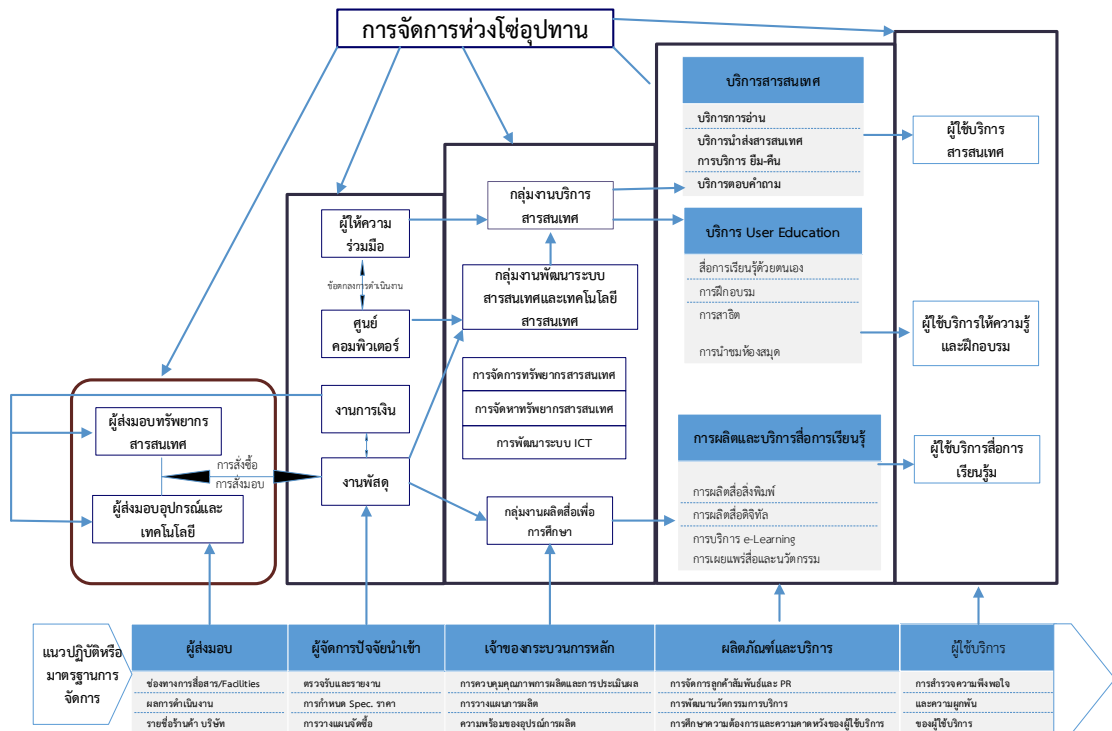 การจัดการห่วงโซ่อุปทาน
บริการสารสนเทศ
บริการการอ่าน
บริการนำส่งสารสนเทศ
การบริการ ยืม-คืน
บริการตอบคำถาม
ผู้ใช้บริการ
สารสนเทศ
กลุ่มงานบริการ
สารสนเทศ
ผู้ให้ความ
ร่วมมือ
บริการ User Education
สื่อการเรียนรู้ด้วยตนเอง
การฝึกอบรม
การสาธิต
การนำชมห้องสมุด
กลุ่มงานพัฒนาระบบ
สารสนเทศและเทคโนโลยี
สารสนเทศ
ข้อตกลงการดำเนินงาน
ศูนย์
คอมพิวเตอร์
ผู้ใช้บริการให้ความรู้
และฝึกอบรม
การจัดการทรัพยากรสารสนเทศ
การจัดหาทรัพยากรสารสนเทศ
การพัฒนาระบบ ICT
งานการเงิน
ผู้ส่งมอบทรัพยากร
สารสนเทศ
การสั่งซื้อ
การสั่งมอบ
งานพัสดุ
ผู้ส่งมอบอุปกรณ์และ
เทคโนโลยี
กลุ่มงานผลิตสื่อเพื่อ
การศึกษา
การผลิตและบริการสื่อการเรียนรู้
การผลิตสื่อสิ่งพิมพ์
การผลิตสื่อดิจิทัล
การบริการ e-Learning
การเผยแพร่สื่อและนวัตกรรม
ผู้ใช้บริการสื่อการ
เรียนรู้ม
แนวปฏิบัติหรือ
มาตรฐานการ
จัดการ
ผู้ส่งมอบ
ช่องทางการสื่อสาร/Facilities
ผลการดำเนินงาน
รายชื่อร้านค้า บริษัท
ผู้จัดการปัจจัยนำเข้า
ตรวจรับและรายงาน
การกำหนด Spec. ราคา
การวางแผนจัดซื้อ
เจ้าของกระบวนการหลัก
การควบคุมคุณภาพการผลิตและการประเมินผล
การวางแผนการผลิต
ความพร้อมของอุปกรณ์การผลิต
ผลิตภัณฑ์และบริการ
การจัดการลูกค้าสัมพันธ์และ PR
การพัฒนานวัตกรรมการบริการ
การศึกษาความต้องการและความคาดหวังของผู้ใช้บริการ
ผู้ใช้บริการ
การสำรวจความพึงพอใจ
และความผูกพัน
ของผู้ใช้บริการ